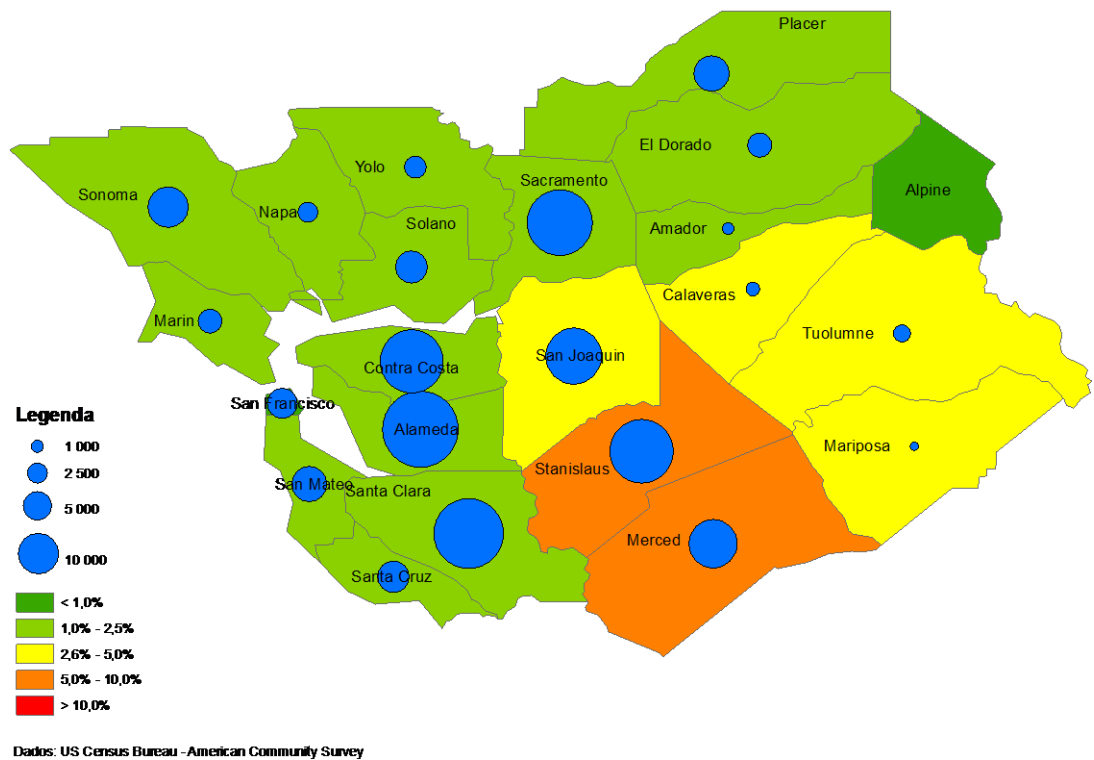 Placer
El Dorado
Yolo
Sacramento
Alpine
Sonoma
Napa
Solano
Amador
Calaveras
Marin
Tuolumne
San Joaquin
Contra Costa
San Francisco
Alameda
Mariposa
Stanislaus
San Mateo
Santa Clara
Merced
Santa Cruz
Legenda
1 000
2 500
5 000
10 000
< 1,0%
1,0% - 2,5%
2,6% - 5,0%
5,0% - 10,0%
> 10,0%
Dados: US Census Bureau - American Community Survey